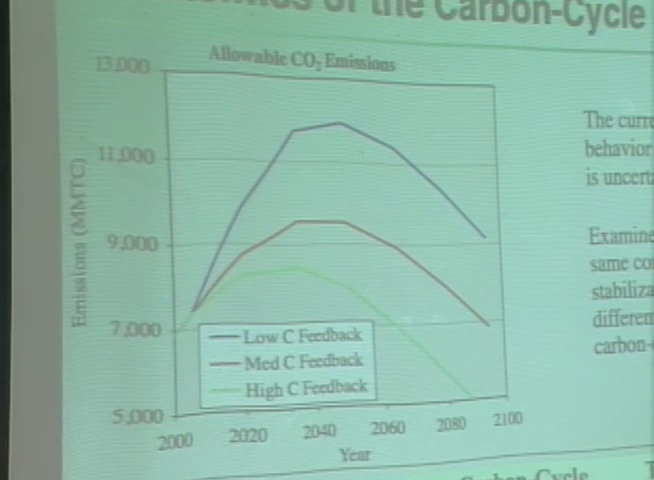 of the Carbon-Cycle
Allowable CO₂ Emissions
13,000
11,000
9,000
7,000
5,000
Emissions (MMTC)
Low C Feedback
Med C Feedback
High C Feedback
2000 2020 2040 2060 2080 2100
Year
The curre
behavior
is uncerta
Examine
same co
stabiliza
different
carbon-
Carbon Cycle